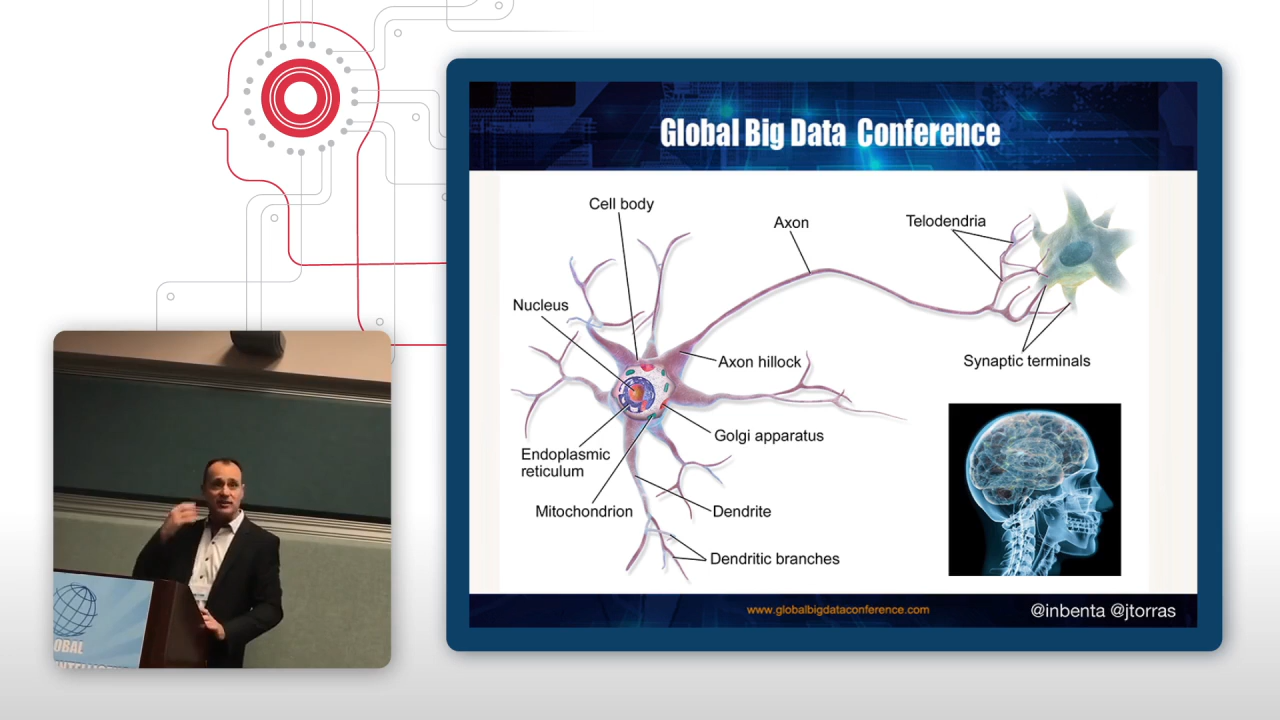 Global Big Data Conference
Cell body
Axon
Telodendria
Nucleus
Axon hillock
Synaptic terminals
Golgi apparatus
Endoplasmic
reticulum
Mitochondrion
Dendrite
Dendritic branches
www.globalbigdataconference.com
@inbenta @jtorras
OBAL